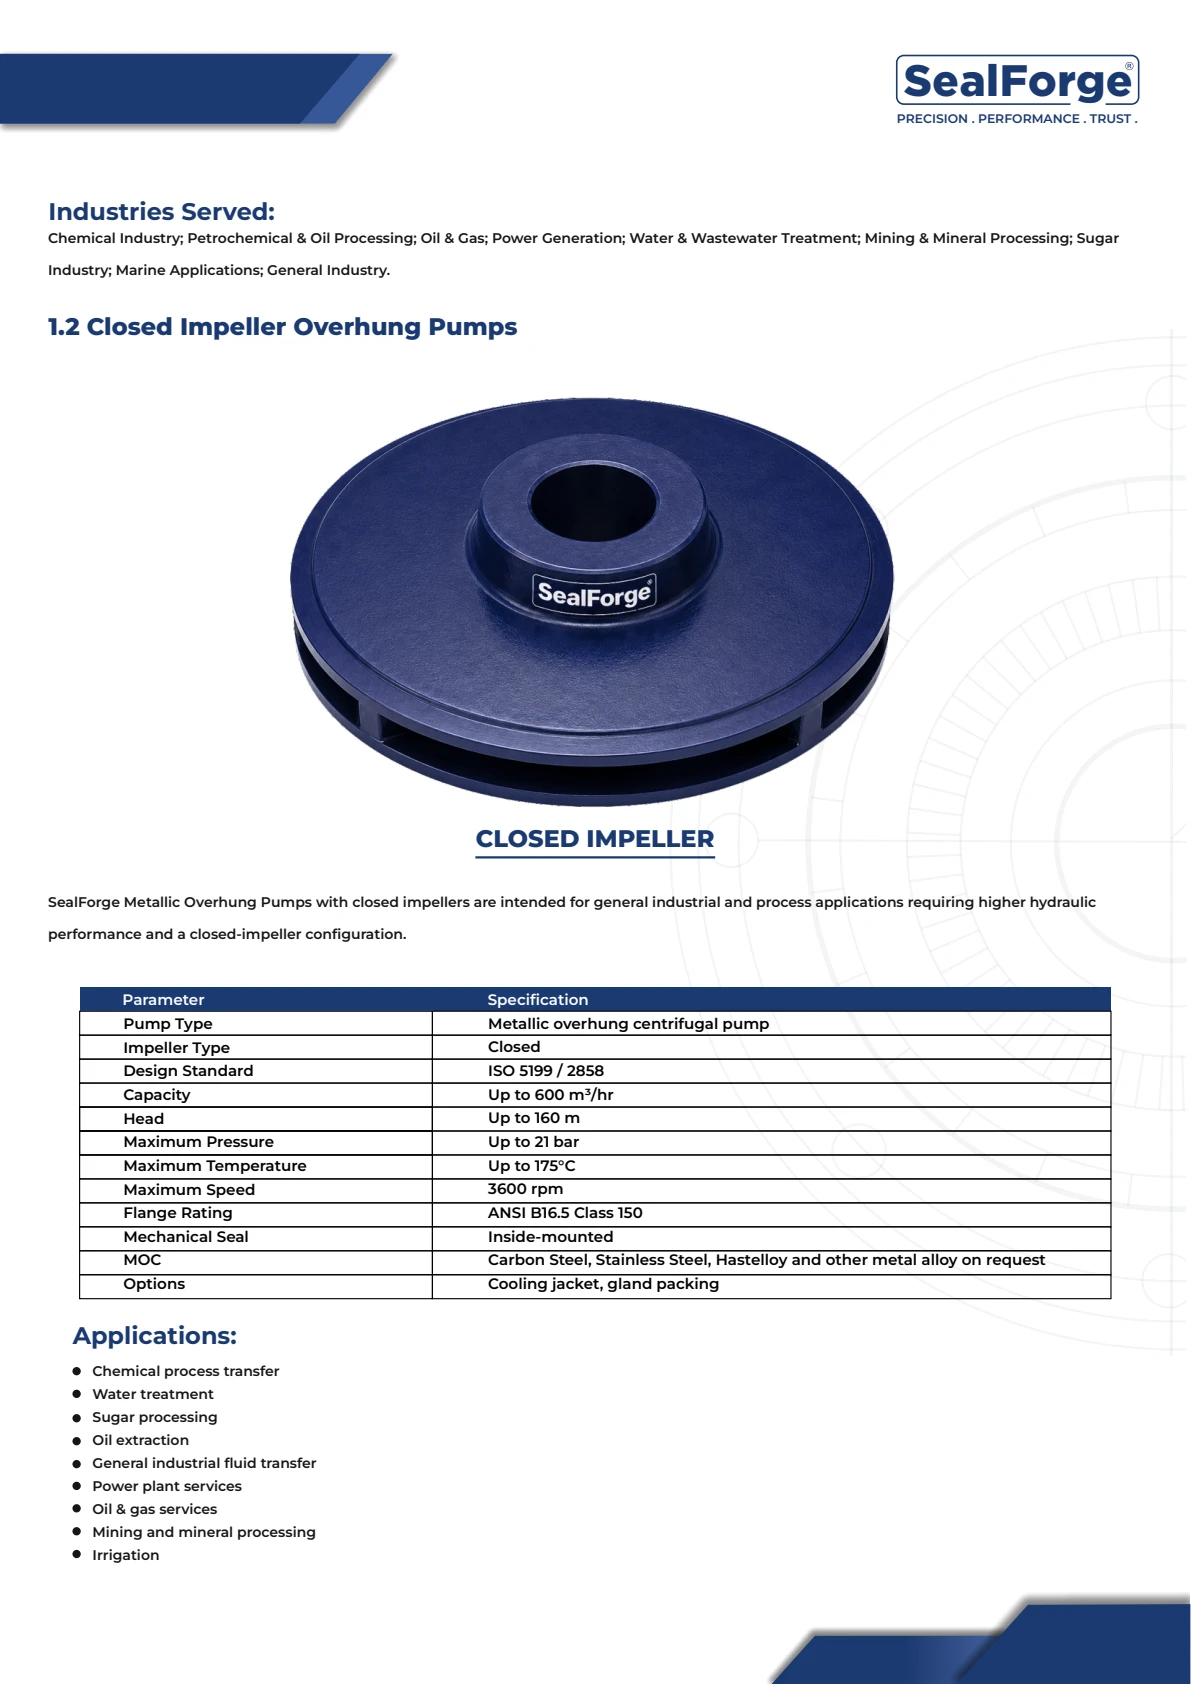 SealForge®
PRECISION . PERFORMANCE . TRUST .
Industries Served:
Chemical Industry; Petrochemical & Oil Processing; Oil & Gas; Power Generation; Water & Wastewater Treatment; Mining & Mineral Processing; Sugar
Industry; Marine Applications; General Industry.
1.2 Closed Impeller Overhung Pumps
SealForge®
CLOSED IMPELLER
SealForge Metallic Overhung Pumps with closed impellers are intended for general industrial and process applications requiring higher hydraulic
performance and a closed-impeller configuration.
Parameter Specification
Pump Type Metallic overhung centrifugal pump
Impeller Type Closed
Design Standard ISO 5199 / 2858
Capacity Up to 600 m³/hr
Head Up to 160 m
Maximum Pressure Up to 21 bar
Maximum Temperature Up to 175°C
Maximum Speed 3600 rpm
Flange Rating ANSI B16.5 Class 150
Mechanical Seal Inside-mounted
MOC Carbon Steel, Stainless Steel, Hastelloy and other metal alloy on request
Options Cooling jacket, gland packing
Applications:
● Chemical process transfer
● Water treatment
● Sugar processing
● Oil extraction
● General industrial fluid transfer
● Power plant services
● Oil & gas services
● Mining and mineral processing
● Irrigation